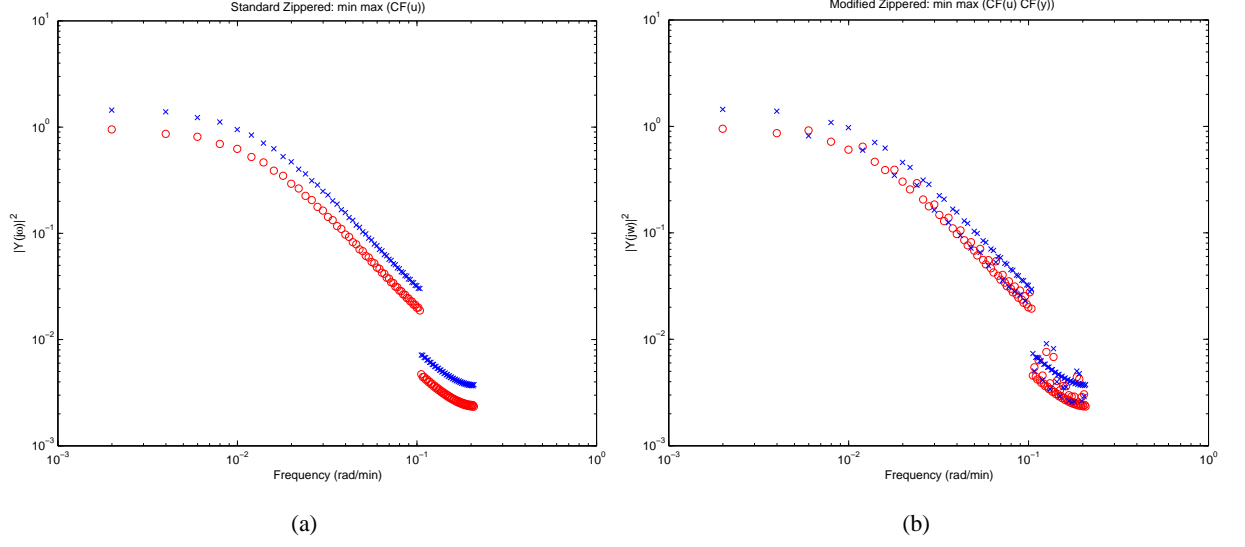 Standard Zippered: min max (CF(u))
10^1
10^0
10^-1
10^-2
10^-3
|Y(jo)|^2
10^-3
10^-2
10^-1
10^0
Frequency (rad/min)
(a)
Modified Zippered: min max (CF(u) CF(y))
10^1
10^0
10^-1
10^-2
10^-3
|Y(jw)|^2
10^-3
10^-2
10^-1
10^0
Frequency (rad/min)
(b)